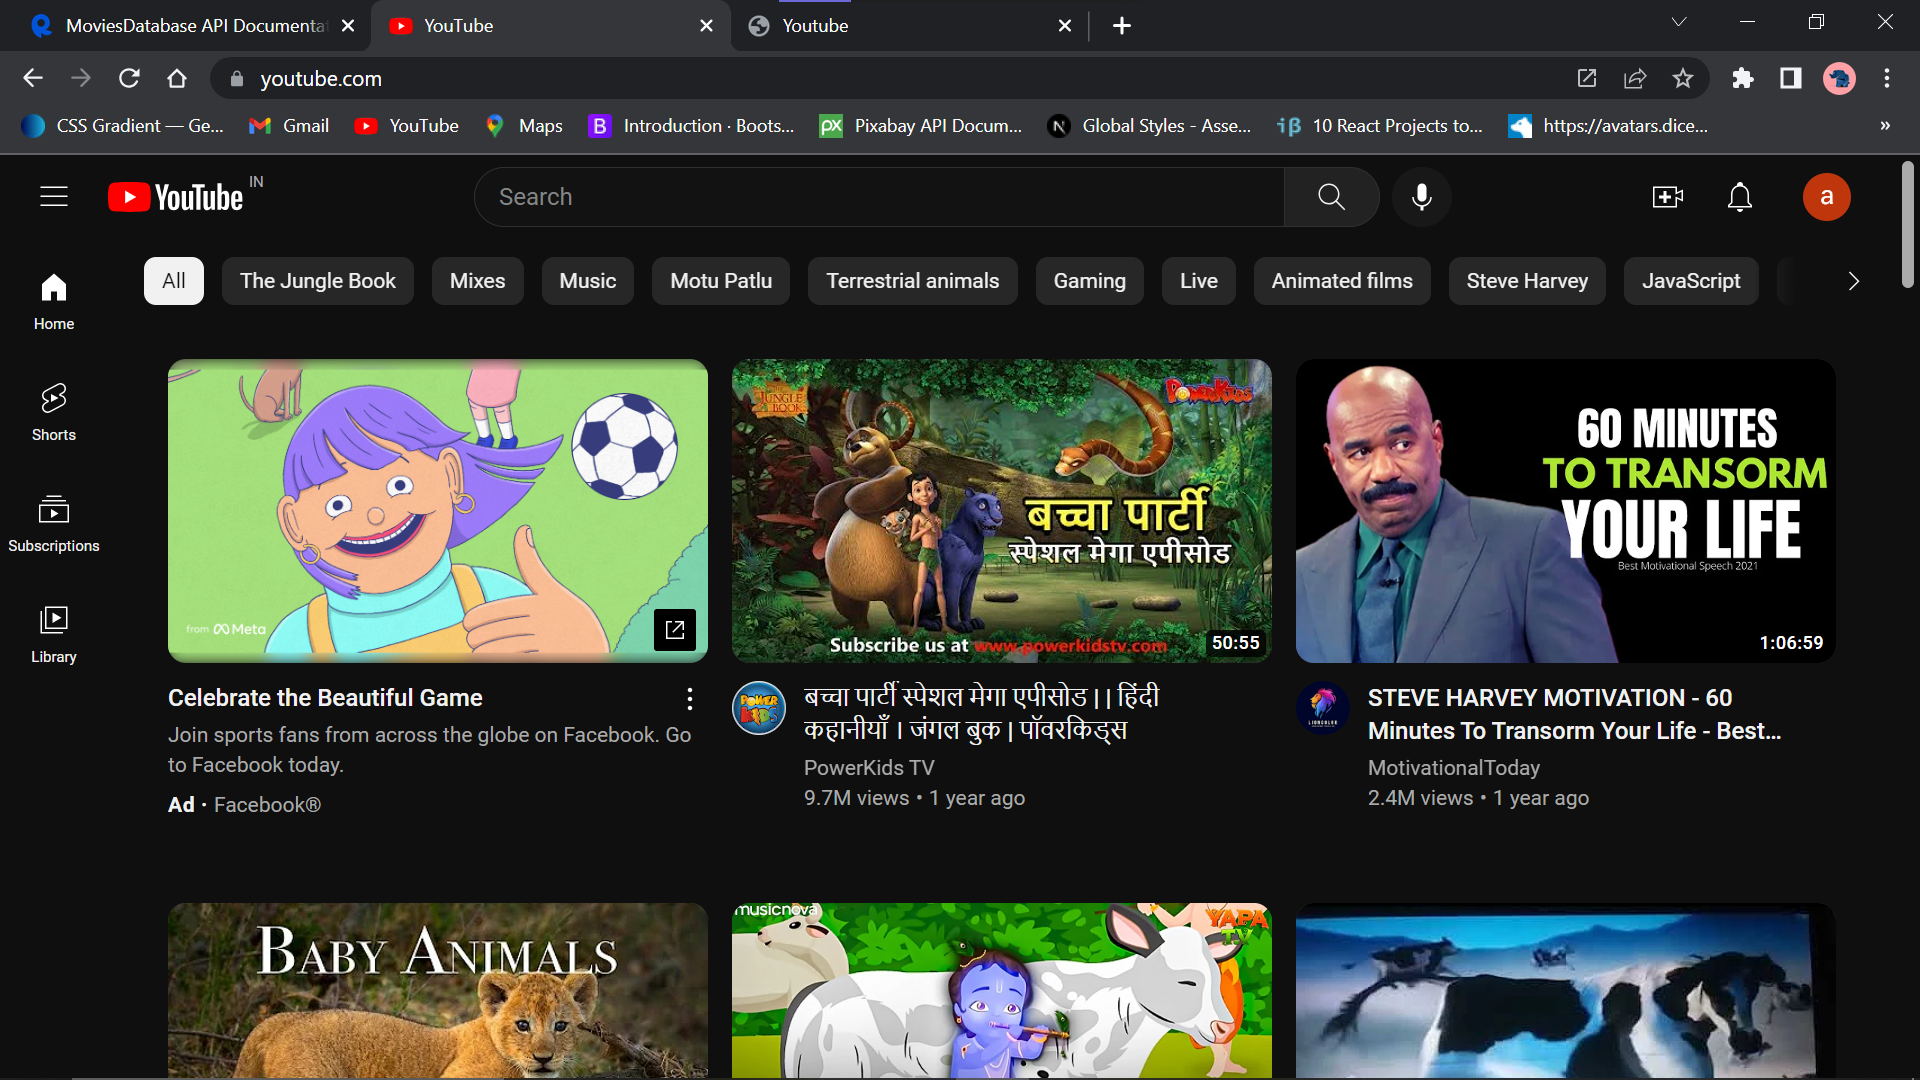 MoviesDatabase API Documenta
YouTube
Youtube
youtube.com
CSS Gradient — Ge...
Gmail
YouTube
Maps
Introduction · Boots...
Pixabay API Docum...
Global Styles - Asse...
10 React Projects to...
https://avatars.dice...
»
YouTube IN
Search
a
All
The Jungle Book
Mixes
Music
Motu Patlu
Terrestrial animals
Gaming
Live
Animated films
Steve Harvey
JavaScript
Home
Shorts
Subscriptions
Library
from Meta
JUNGLE BOOK
POWERKIDS
बच्चा पार्टी
स्पेशल मेगा एपीसोड
Subscribe us at www.powerkidstv.com
50:55
60 MINUTES
TO TRANSORM
YOUR LIFE
Best Motivational Speech 2021
1:06:59
Celebrate the Beautiful Game
Join sports fans from across the globe on Facebook. Go
to Facebook today.
Ad · Facebook®
POWER KIDS
बच्चा पार्टी स्पेशल मेगा एपीसोड | | हिंदी
कहानीयाँ । जंगल बुक | पॉवरकिड्स
PowerKids TV
9.7M views • 1 year ago
STEVE HARVEY MOTIVATION - 60
Minutes To Transorm Your Life - Best...
MotivationalToday
2.4M views • 1 year ago
BABY ANIMALS
musicnova
YAPA
TV